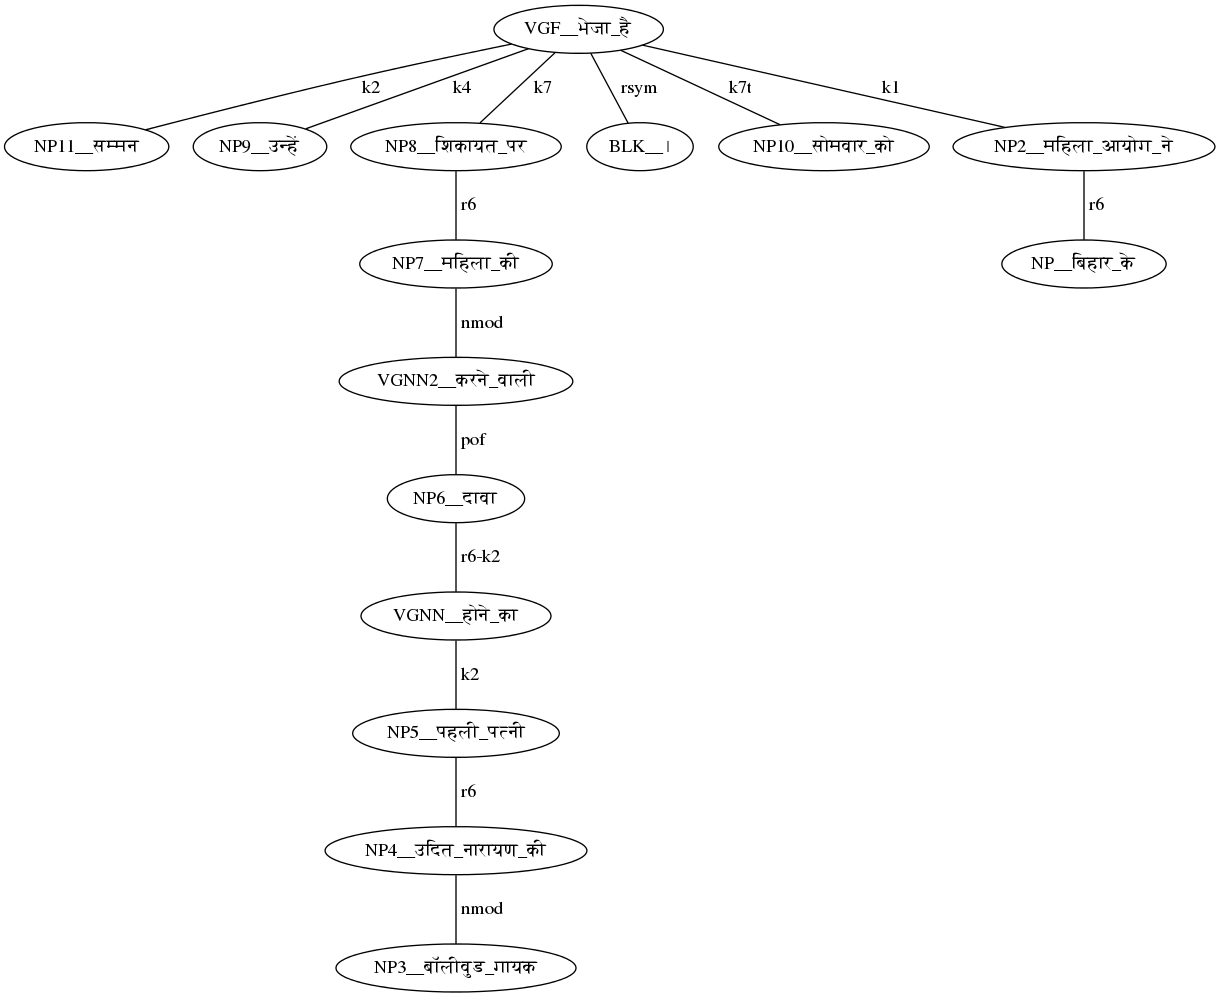 VGF__भेजा_है
k2 k4 k7 rsym k7t k1
NP11__सम्मन NP9__उन्हें NP8__शिकायत_पर BLK__। NP10__सोमवार_को NP2__महिला_आयोग_ने
r6 r6
NP7__महिला_की NP__बिहार_के
nmod
VGNN2__करने_वाली
pof
NP6__दावा
r6-k2
VGNN__होने_का
k2
NP5__पहली_पत्नी
r6
NP4__उदित_नारायण_की
nmod
NP3__बॉलीवुड_गायक